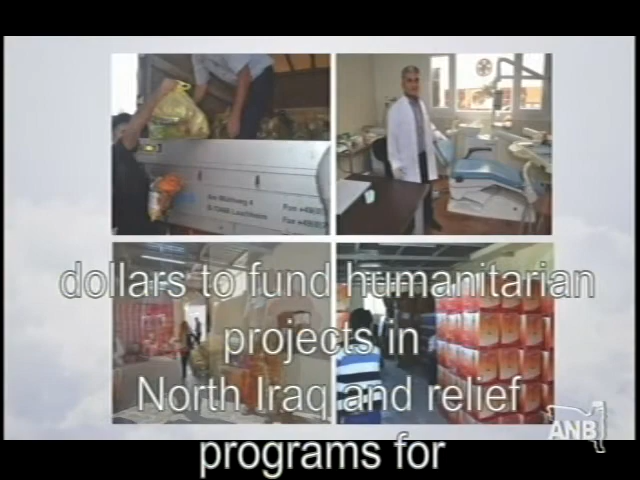 dollars to fund humanitarian
projects in
North Iraq and relief
programs for
ANB